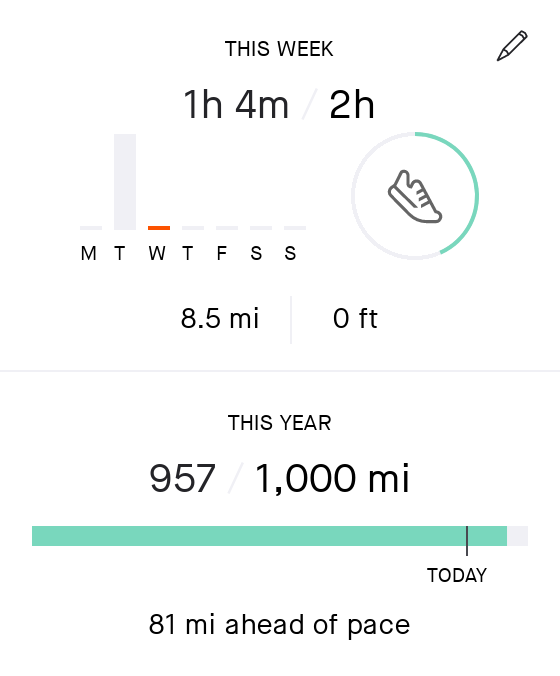 THIS WEEK
1h 4m / 2h
M T W T F S S
8.5 mi 0 ft
THIS YEAR
957 / 1,000 mi
TODAY
81 mi ahead of pace